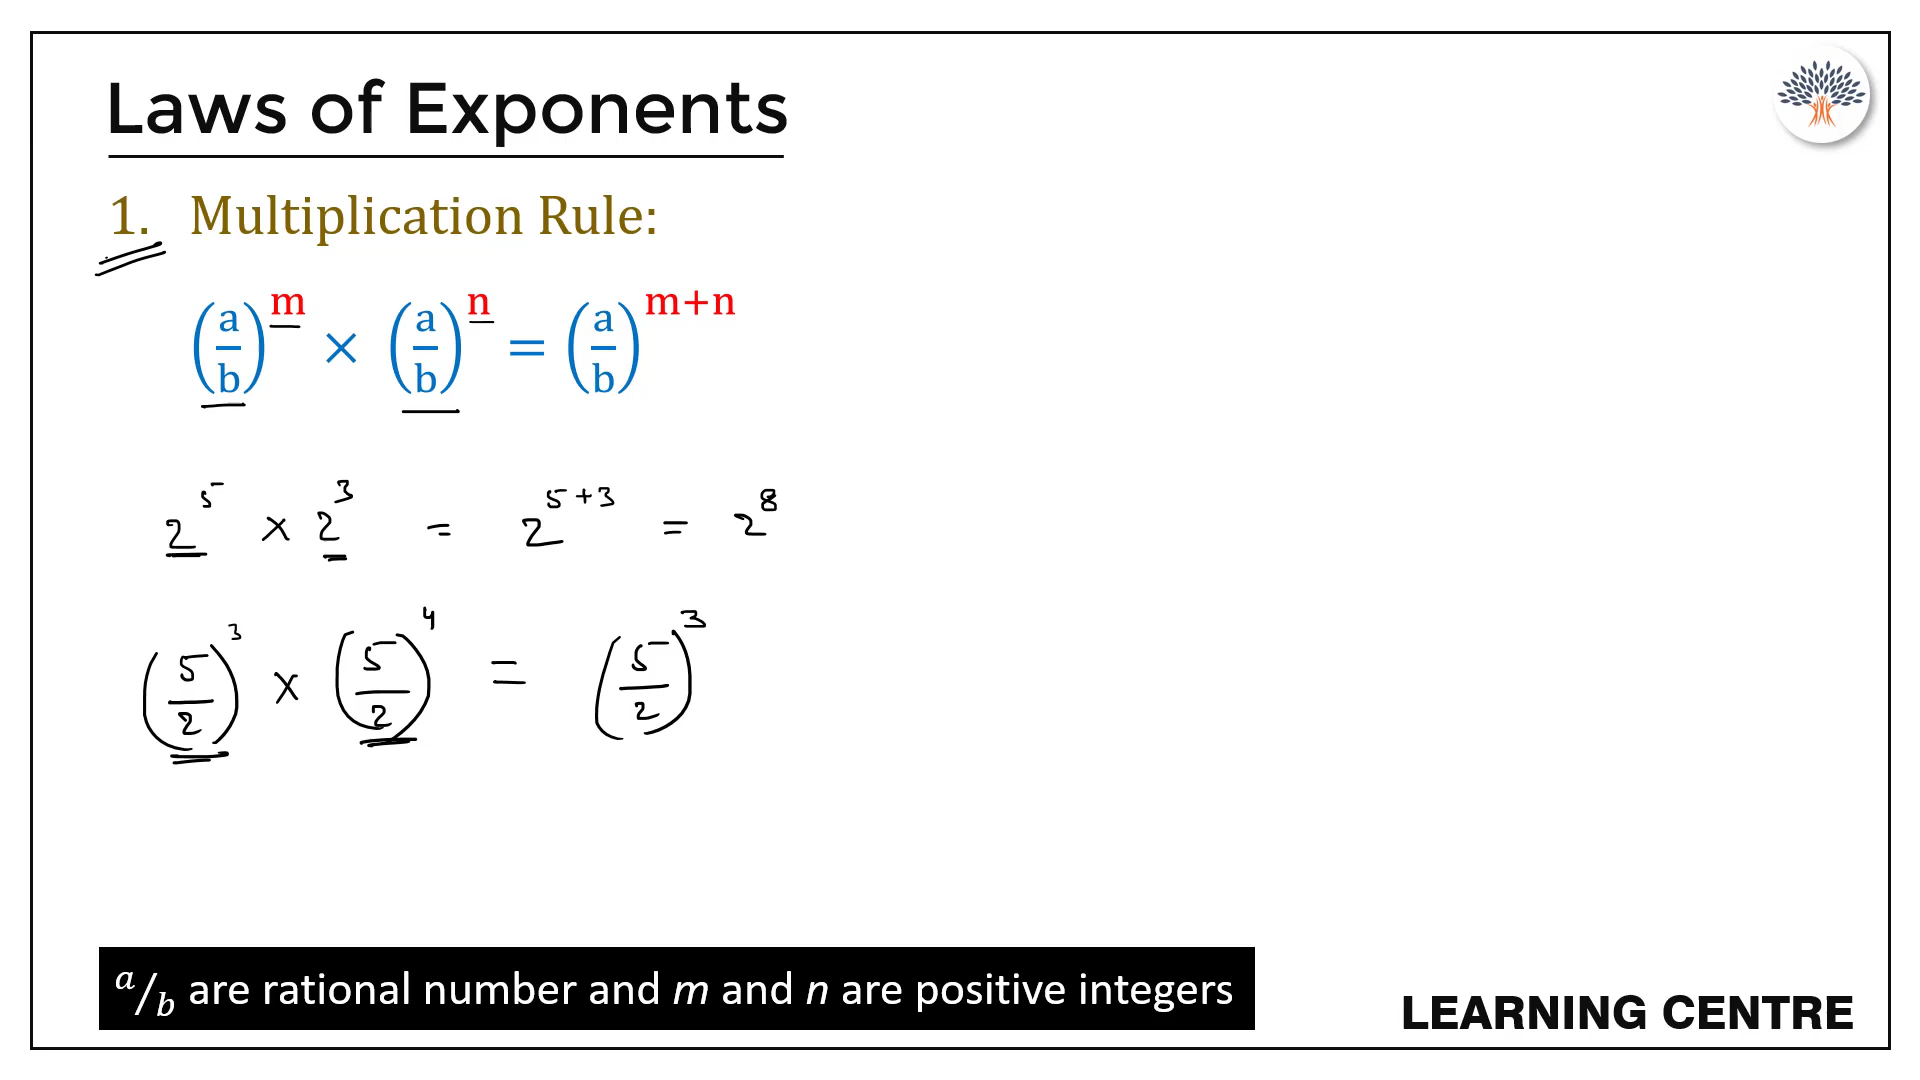 Laws of Exponents
1. Multiplication Rule:
(a/b)^m × (a/b)^n = (a/b)^m+n
2^5 × 2^3 = 2^5+3 = 2^8
(5/2)^3 × (5/2)^4 = (5/2)^3
a/b are rational number and m and n are positive integers
LEARNING CENTRE